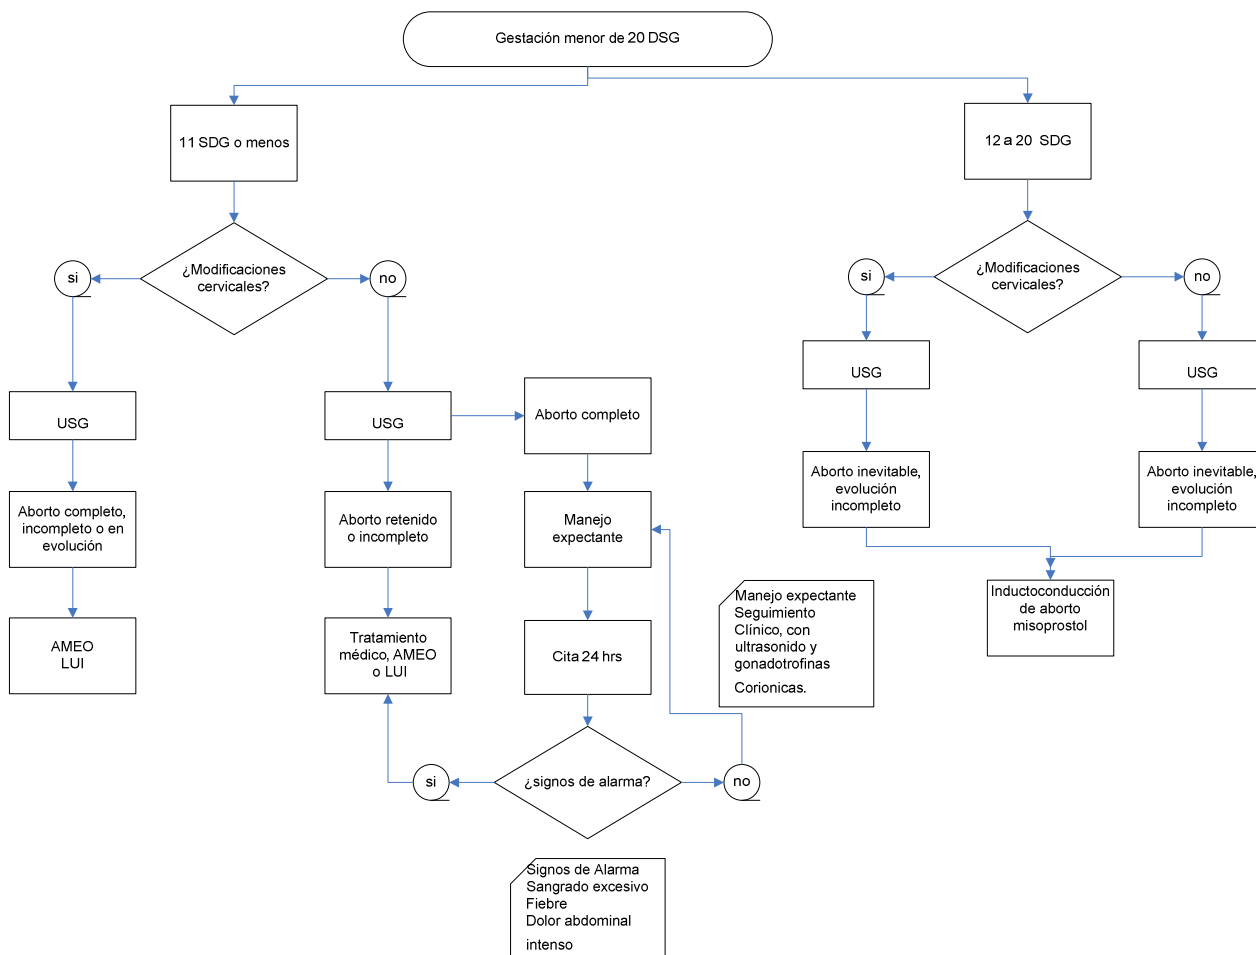 Gestación menor de 20 DSG
11 SDG o menos
12 a 20 SDG
¿Modificaciones
cervicales?
si
no
¿Modificaciones
cervicales?
si
no
USG
USG
Aborto completo
USG
USG
Aborto completo,
incompleto o en
evolución
Aborto retenido
o incompleto
Manejo
expectante
Aborto inevitable,
evolución
incompleto
Aborto inevitable,
evolución
incompleto
AMEO
LUI
Tratamiento
médico, AMEO
o LUI
Cita 24 hrs
Manejo expectante
Seguimiento
Clínico, con
ultrasonido y
gonadotrofinas
Corionicas.
Inductoconducción
de aborto
misoprostol
si
¿signos de alarma?
no
Signos de Alarma
Sangrado excesivo
Fiebre
Dolor abdominal
intenso